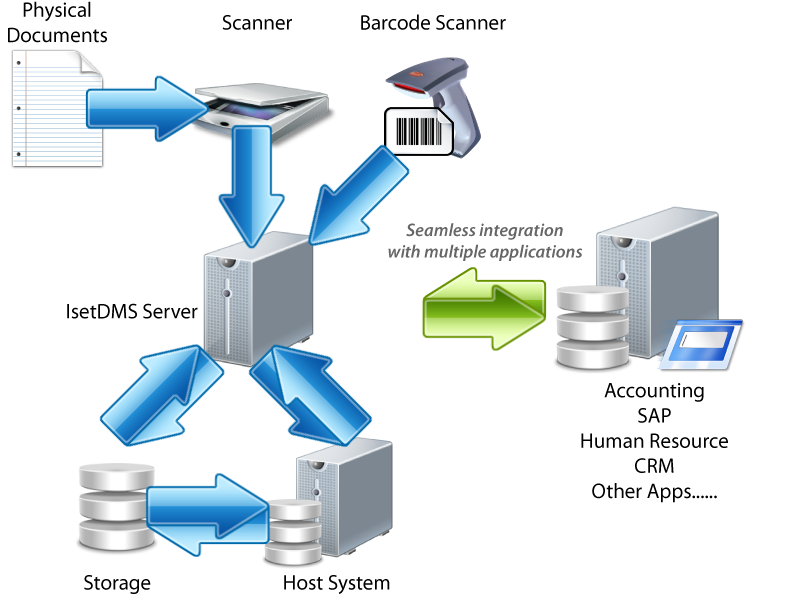 Physical
Documents
Scanner
Barcode Scanner
Seamless integration
with multiple applications
IsetDMS Server
Accounting
SAP
Human Resource
CRM
Other Apps......
Storage
Host System